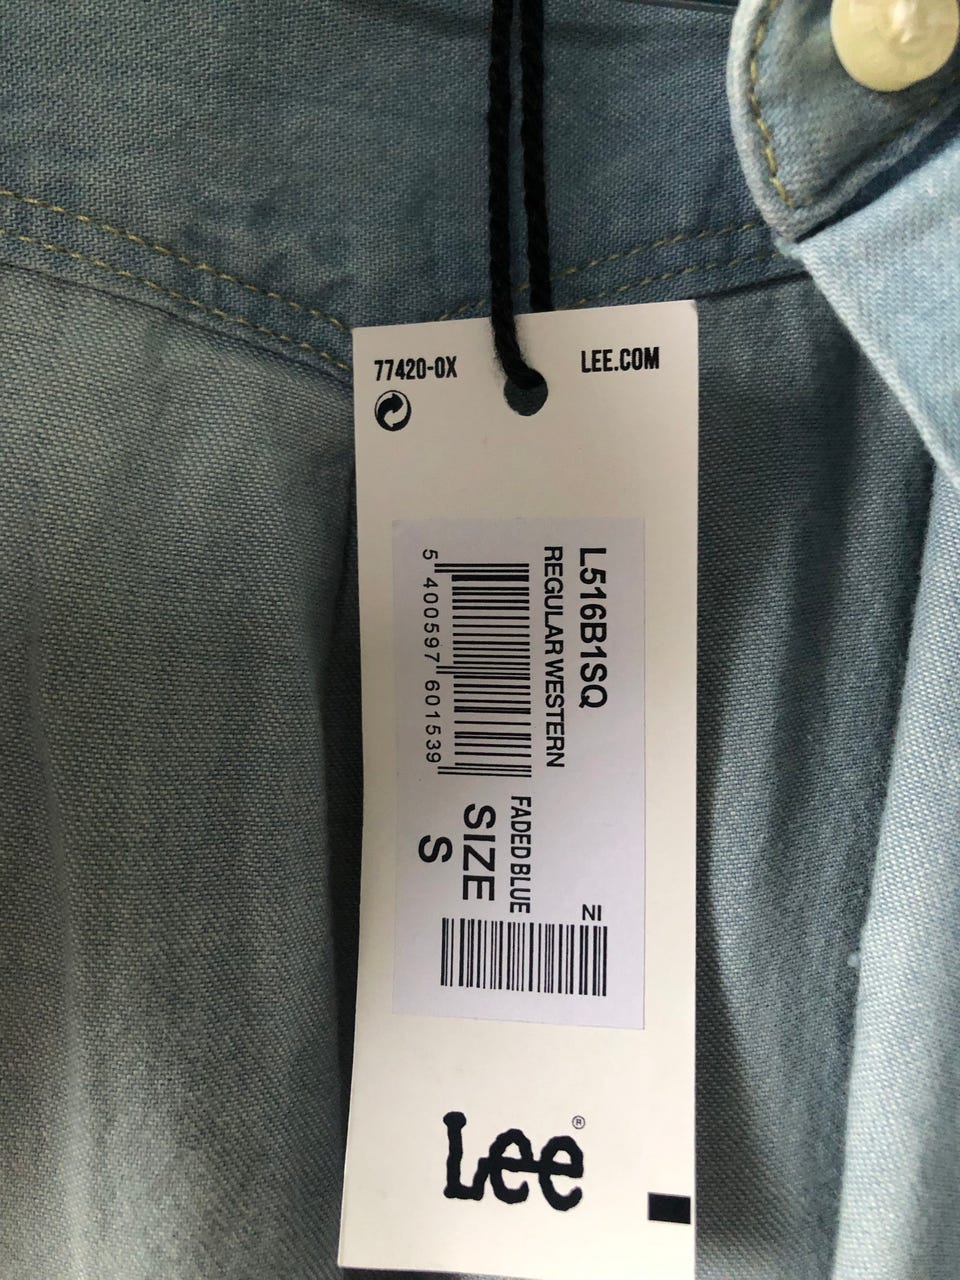 77420-0X
LEE.COM
L516B1SQ
REGULAR WESTERN
5 400597 601539
FADED BLUE
SIZE
S
NI
Lee®